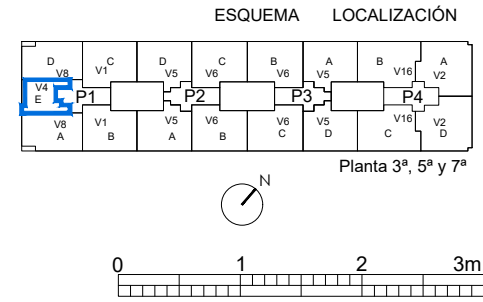 ESQUEMA LOCALIZACIÓN
D C D C B A B A
V8 V1 V5 V6 V6 V5 V16 V2
V4
E P1 P2 P3 P4
V8 V1 V5 V6 V6 V5 V16 V2
A B A B C D C D
Planta 3ª, 5ª y 7ª
N
0 1 2 3m